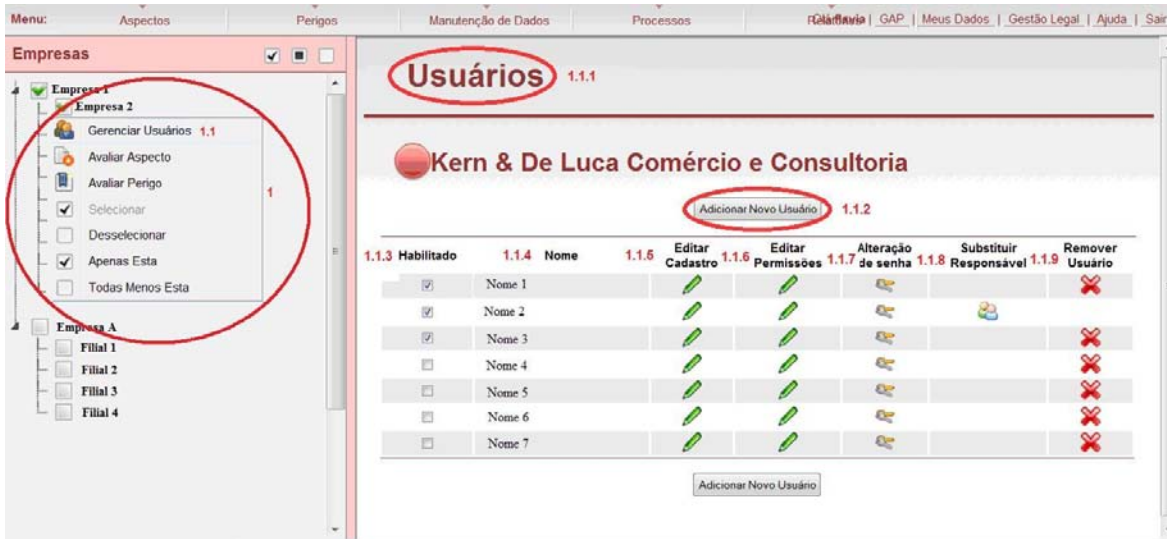 Menu: Aspectos Perigos Manutenção de Dados Processos | GAP | Meus Dados | Gestão Legal | Ajuda | Sair
Empresas
Empresa 1
Empresa 2
Gerenciar Usuários 1.1
Avaliar Aspecto
Avaliar Perigo
1
Selecionar
Desselecionar
Apenas Esta
Todas Menos Esta
Empresa A
Filial 1
Filial 2
Filial 3
Filial 4
Usuários 1.1.1
Kern & De Luca Comércio e Consultoria
Adicionar Novo Usuário 1.1.2
1.1.3 Habilitado 1.1.4 Nome 1.1.5 Editar Cadastro 1.1.6 Editar Permissões 1.1.7 Alteração de senha 1.1.8 Substituir Responsável 1.1.9 Remover Usuário
Nome 1
Nome 2
Nome 3
Nome 4
Nome 5
Nome 6
Nome 7
Adicionar Novo Usuário